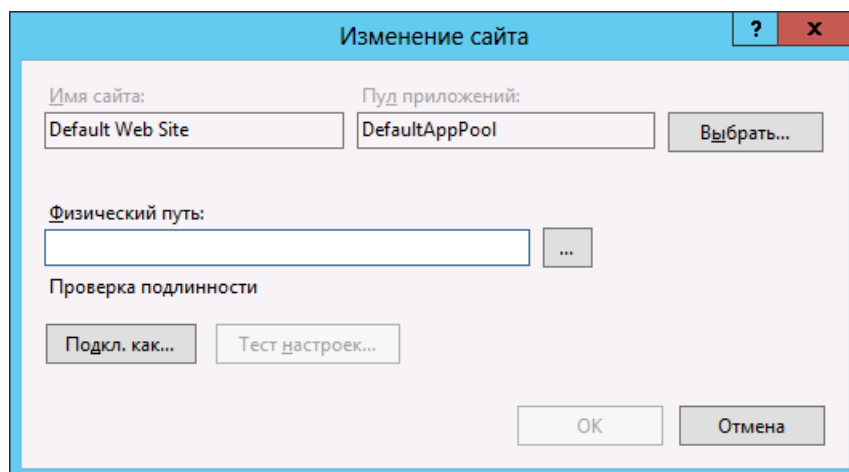 Изменение сайта
?
x
Имя сайта:
Пул приложений:
Default Web Site
DefaultAppPool
Выбрать...
Физический путь:
...
Проверка подлинности
Подкл. как...
Тест настроек...
OK
Отмена